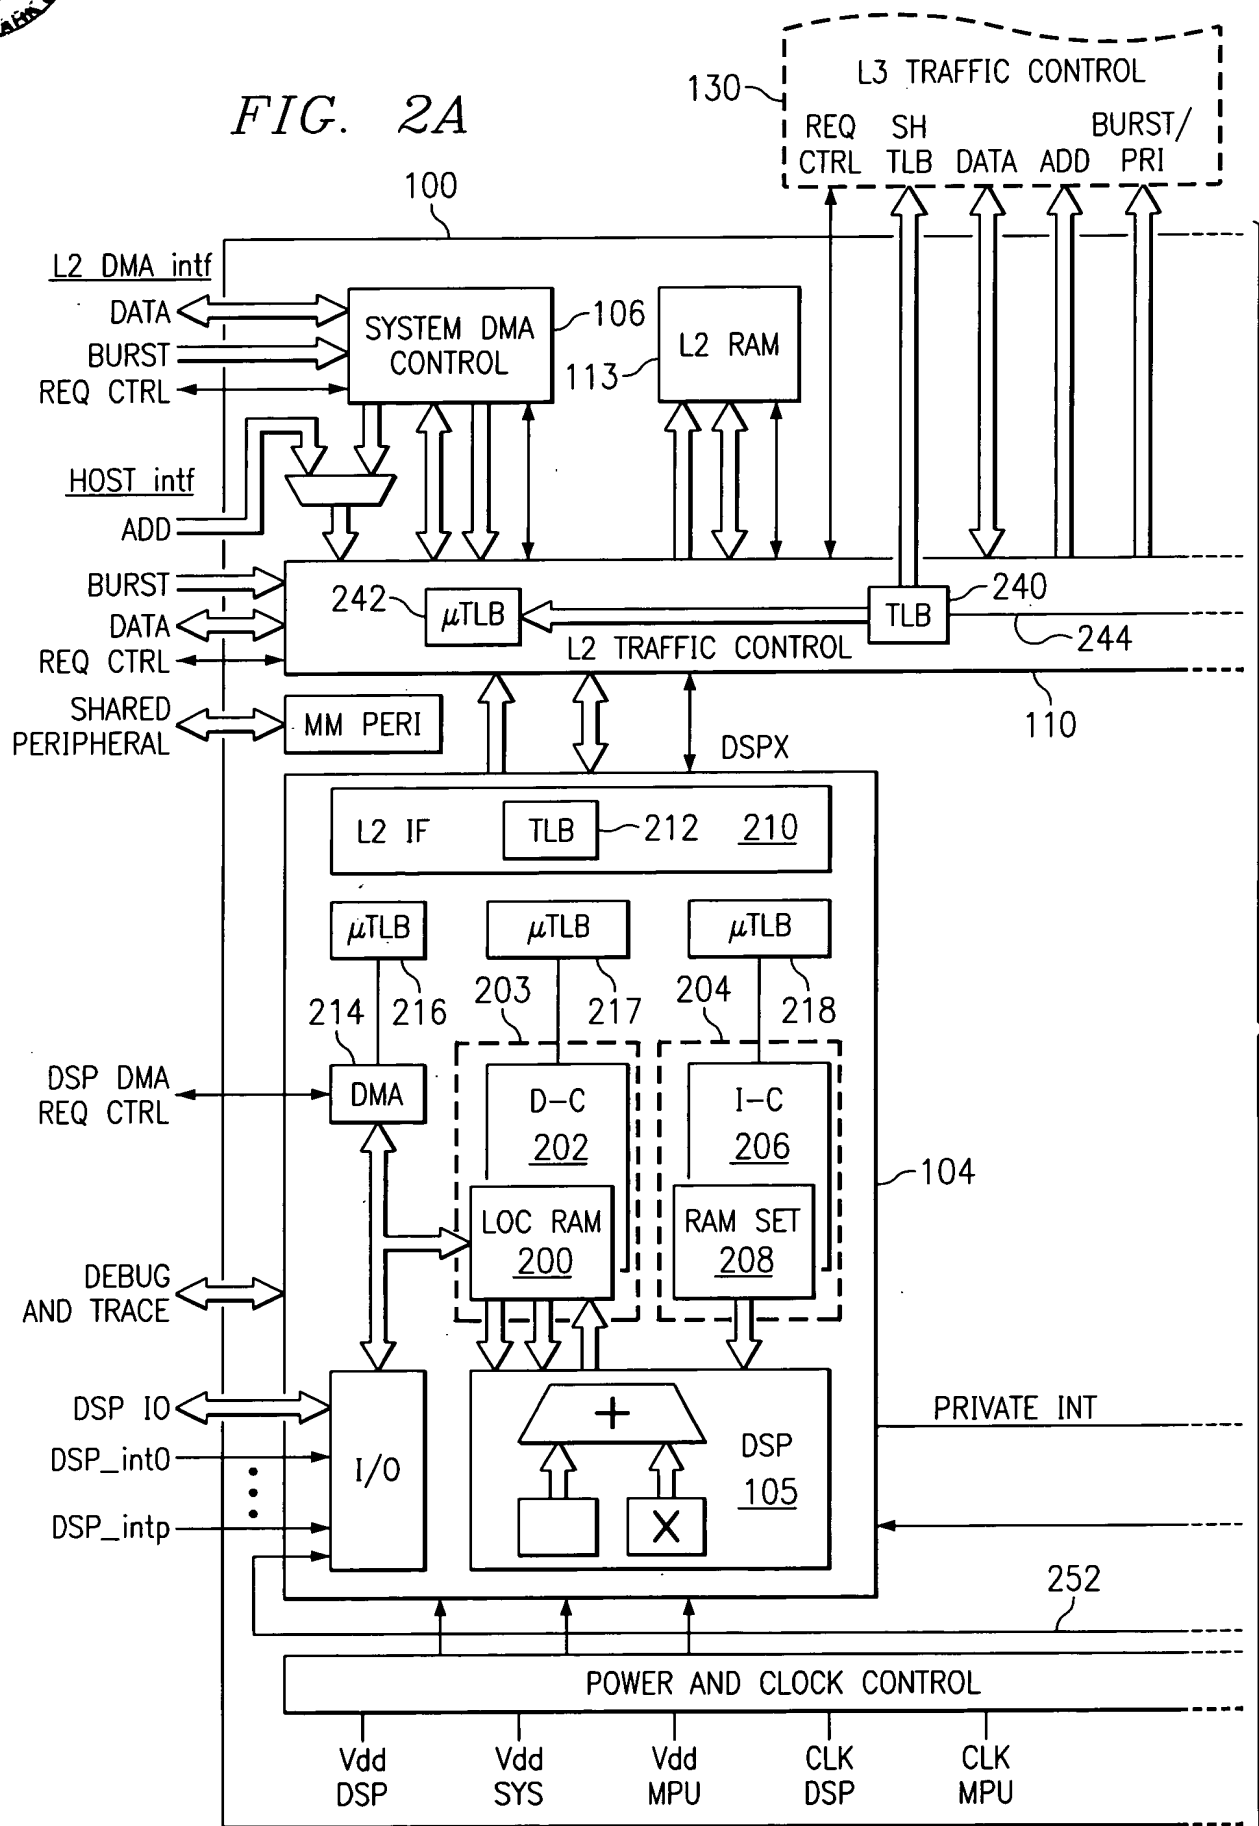 FIG. 2A
L3 TRAFFIC CONTROL
130
REQ CTRL
SH TLB
DATA
ADD
BURST/ PRI
100
L2 DMA intf
DATA
BURST
REQ CTRL
SYSTEM DMA
CONTROL
106
L2 RAM
113
HOST intf
ADD
BURST
DATA
REQ CTRL
242
μTLB
TLB
240
244
L2 TRAFFIC CONTROL
110
SHARED
PERIPHERAL
MM PERI
DSPX
L2 IF
TLB
212
210
μTLB
μTLB
μTLB
214
216
203
217
204
218
DSP DMA
REQ CTRL
DMA
D-C
202
I-C
206
104
LOC RAM
200
RAM SET
208
DEBUG
AND TRACE
DSP IO
DSP_int0
DSP_intp
I/O
+
DSP
105
X
PRIVATE INT
252
POWER AND CLOCK CONTROL
Vdd
DSP
Vdd
SYS
Vdd
MPU
CLK
DSP
CLK
MPU